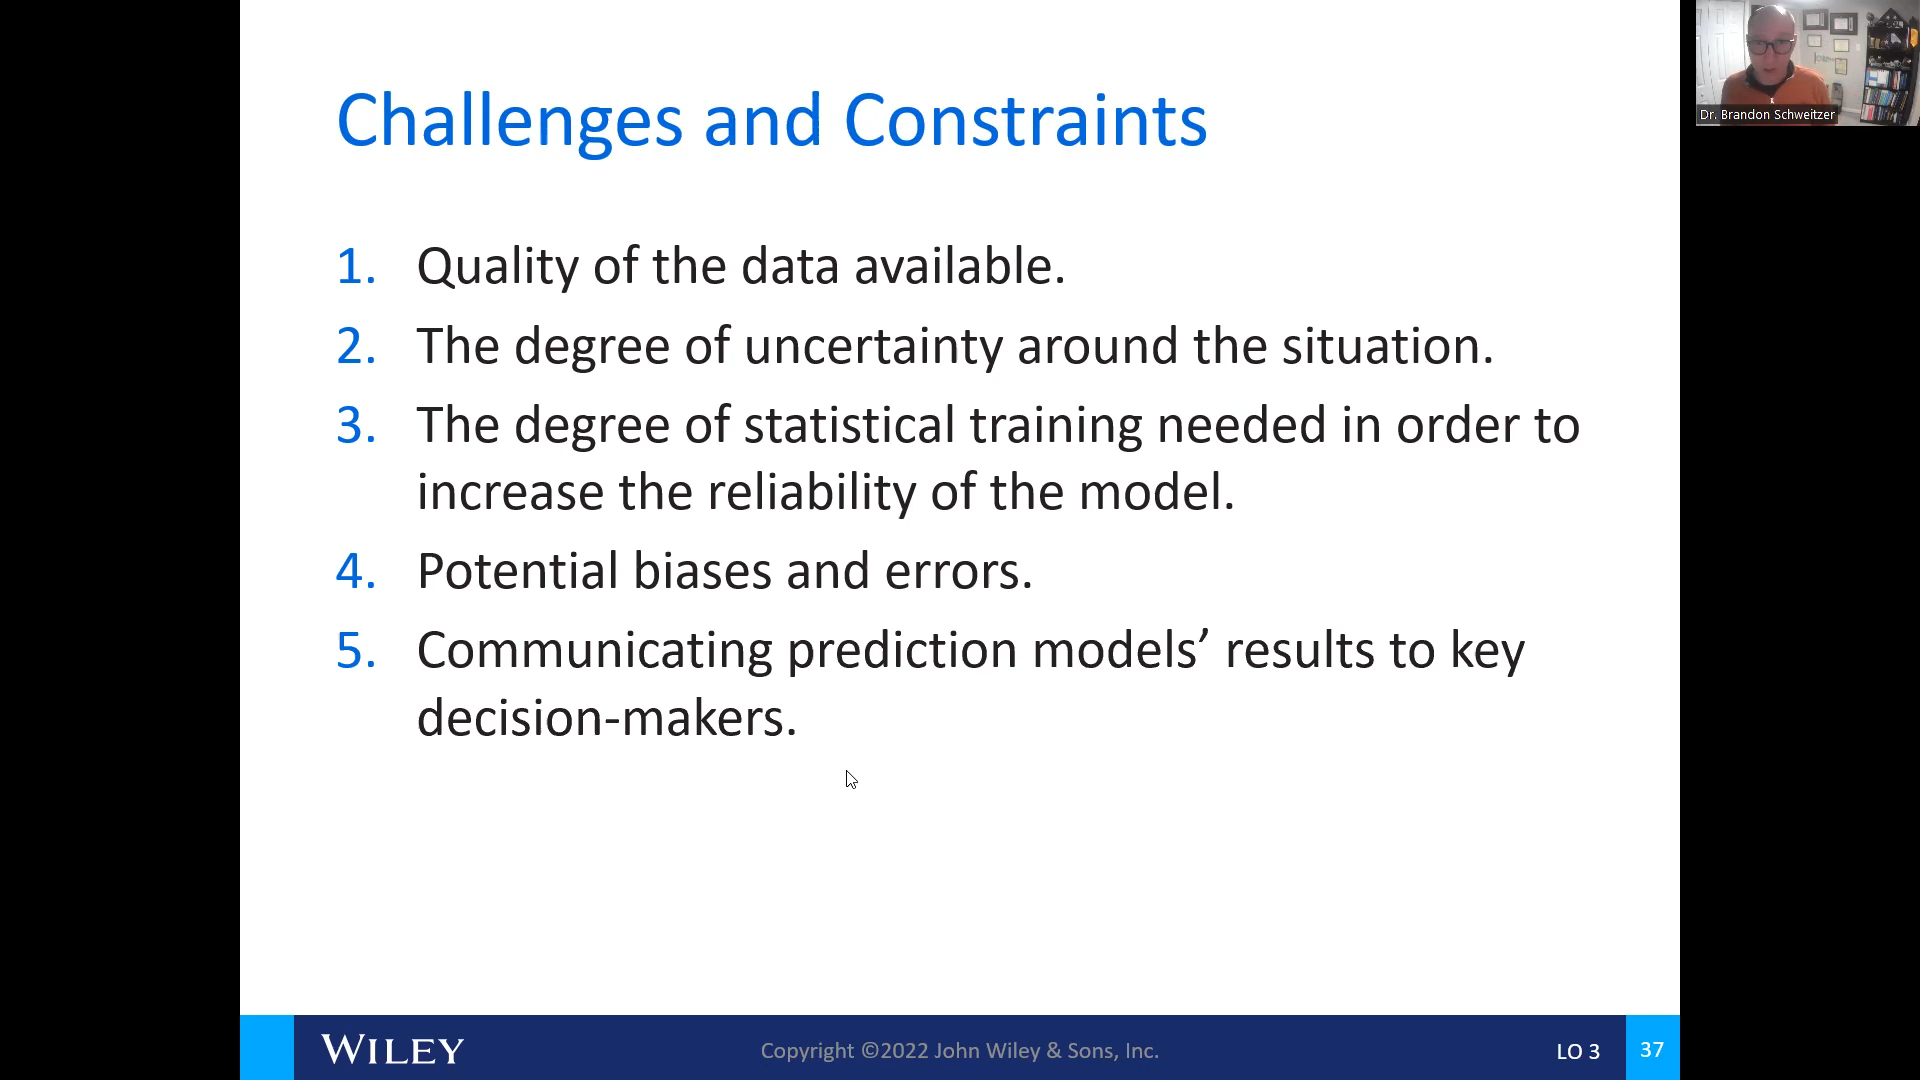 Challenges and Constraints
1. Quality of the data available.
2. The degree of uncertainty around the situation.
3. The degree of statistical training needed in order to
increase the reliability of the model.
4. Potential biases and errors.
5. Communicating prediction models’ results to key
decision-makers.
WILEY
Copyright ©2022 John Wiley & Sons, Inc.
LO 3
37
Dr. Brandon Schweitzer